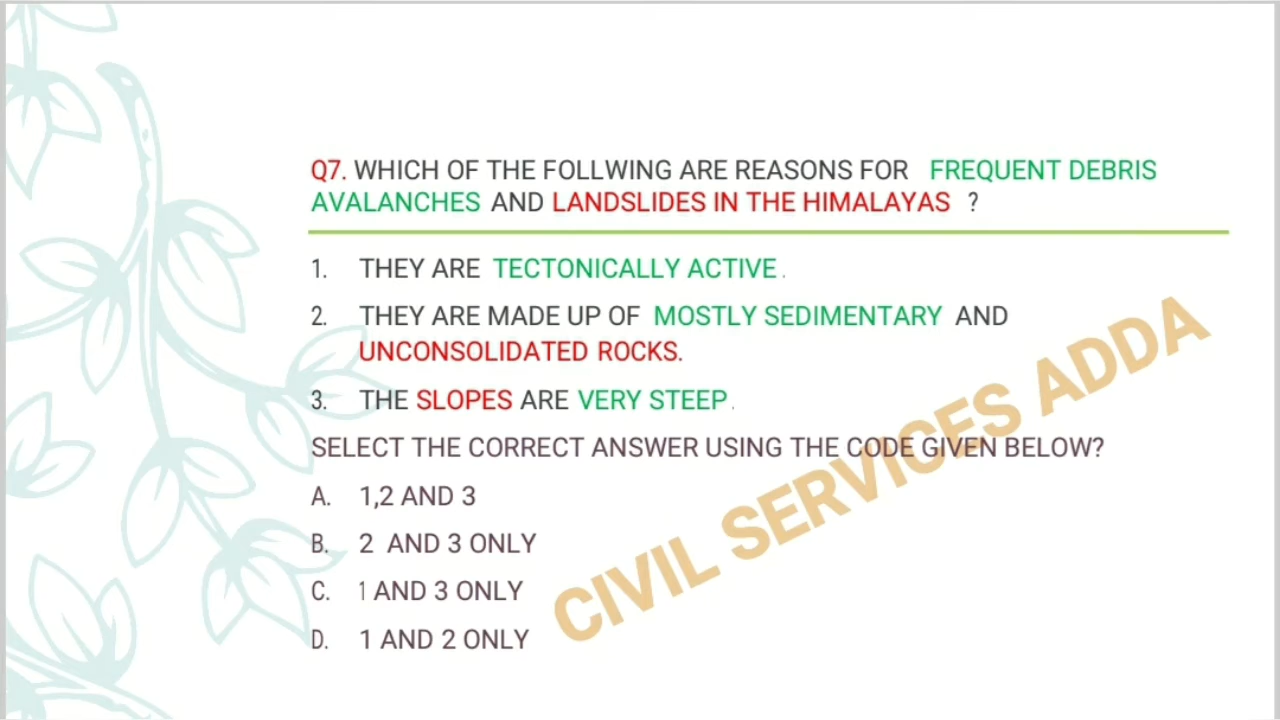 Q7. WHICH OF THE FOLLWING ARE REASONS FOR FREQUENT DEBRIS
AVALANCHES AND LANDSLIDES IN THE HIMALAYAS ?
1. THEY ARE TECTONICALLY ACTIVE.
2. THEY ARE MADE UP OF MOSTLY SEDIMENTARY AND
UNCONSOLIDATED ROCKS.
3. THE SLOPES ARE VERY STEEP.
SELECT THE CORRECT ANSWER USING THE CODE GIVEN BELOW?
A. 1,2 AND 3
B. 2 AND 3 ONLY
C. 1 AND 3 ONLY
D. 1 AND 2 ONLY
CIVIL SERVICES ADDA